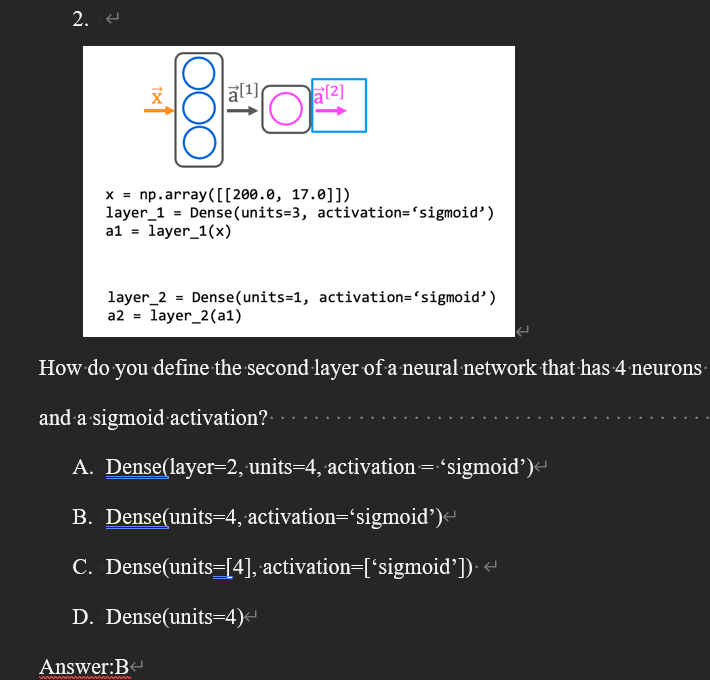 2.
x⃗ a⃗[1] a⃗[2]
x = np.array([[200.0, 17.0]])
layer_1 = Dense(units=3, activation=‘sigmoid’)
a1 = layer_1(x)
layer_2 = Dense(units=1, activation=‘sigmoid’)
a2 = layer_2(a1)
How do you define the second layer of a neural network that has 4 neurons
and a sigmoid activation?
A. Dense(layer=2, units=4, activation = ‘sigmoid’)
B. Dense(units=4, activation=‘sigmoid’)
C. Dense(units=[4], activation=[‘sigmoid’])
D. Dense(units=4)
Answer:B